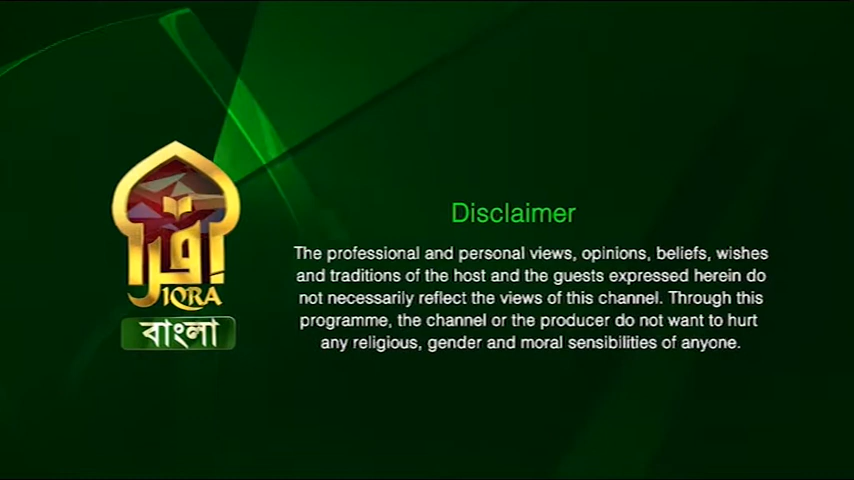 اقرأ
IQRA
বাংলা
Disclaimer
The professional and personal views, opinions, beliefs, wishes
and traditions of the host and the guests expressed herein do
not necessarily reflect the views of this channel. Through this
programme, the channel or the producer do not want to hurt
any religious, gender and moral sensibilities of anyone.